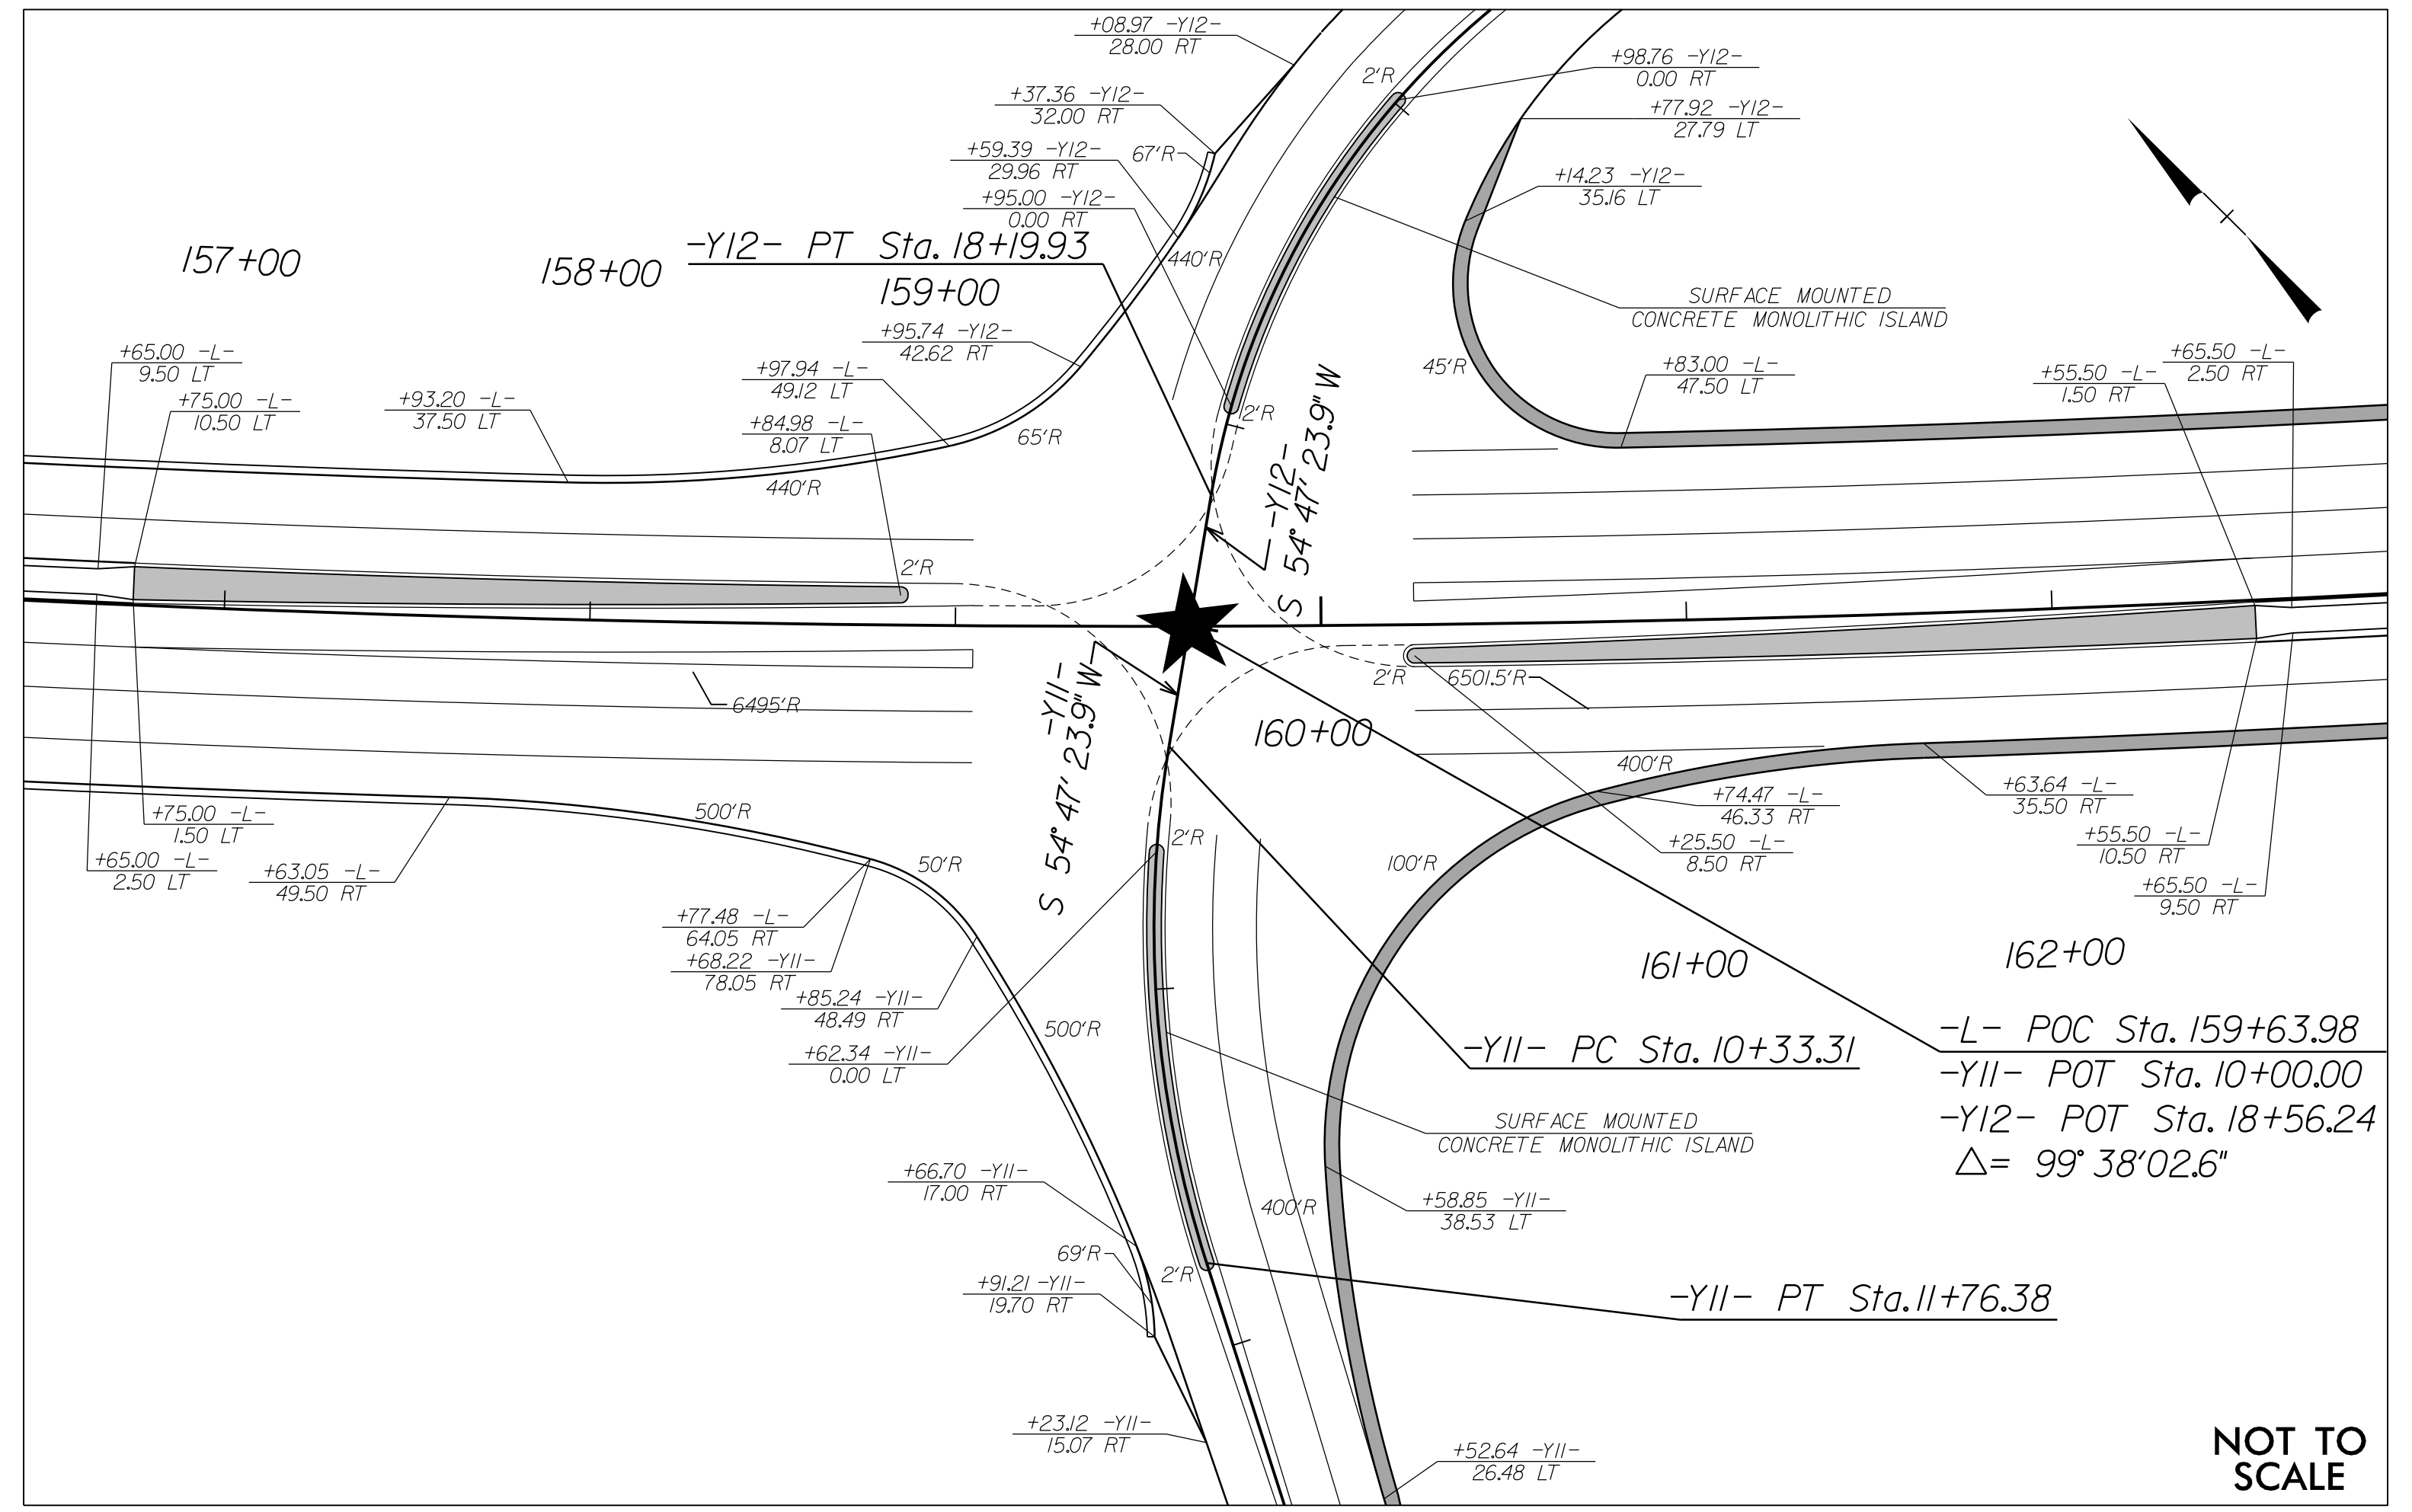 +08.97 -Y12-
28.00 RT
+37.36 -Y12-
32.00 RT
+59.39 -Y12-
29.96 RT
67'R
+95.00 -Y12-
0.00 RT
-Y12- PT Sta. 18+19.93
2'R
+98.76 -Y12-
0.00 RT
+77.92 -Y12-
27.79 LT
+14.23 -Y12-
35.16 LT
440'R
SURFACE MOUNTED
CONCRETE MONOLITHIC ISLAND
157+00
158+00
159+00
+95.74 -Y12-
42.62 RT
+97.94 -L-
49.12 LT
+84.98 -L-
8.07 LT
+65.00 -L-
9.50 LT
+75.00 -L-
10.50 LT
+93.20 -L-
37.50 LT
65'R
440'R
2'R
2'R
45'R
+83.00 -L-
47.50 LT
+55.50 -L-
1.50 RT
+65.50 -L-
2.50 RT
-Y12-
S 54° 47' 23.9" W
-Y11-
S 54° 47' 23.9" W
6495'R
2'R
6501.5'R
160+00
400'R
+74.47 -L-
46.33 RT
+63.64 -L-
35.50 RT
+25.50 -L-
8.50 RT
+55.50 -L-
10.50 RT
+65.50 -L-
9.50 RT
+75.00 -L-
1.50 LT
+65.00 -L-
2.50 LT
+63.05 -L-
49.50 RT
500'R
50'R
2'R
100'R
+77.48 -L-
64.05 RT
+68.22 -Y11-
78.05 RT
+85.24 -Y11-
48.49 RT
+62.34 -Y11-
0.00 LT
500'R
161+00
162+00
-Y11- PC Sta. 10+33.31
-L- POC Sta. 159+63.98
-Y11- POT Sta. 10+00.00
-Y12- POT Sta. 18+56.24
△= 99° 38'02.6"
SURFACE MOUNTED
CONCRETE MONOLITHIC ISLAND
+66.70 -Y11-
17.00 RT
69'R
+91.21 -Y11-
19.70 RT
2'R
400'R
+58.85 -Y11-
38.53 LT
-Y11- PT Sta. 11+76.38
+23.12 -Y11-
15.07 RT
+52.64 -Y11-
26.48 LT
NOT TO
SCALE